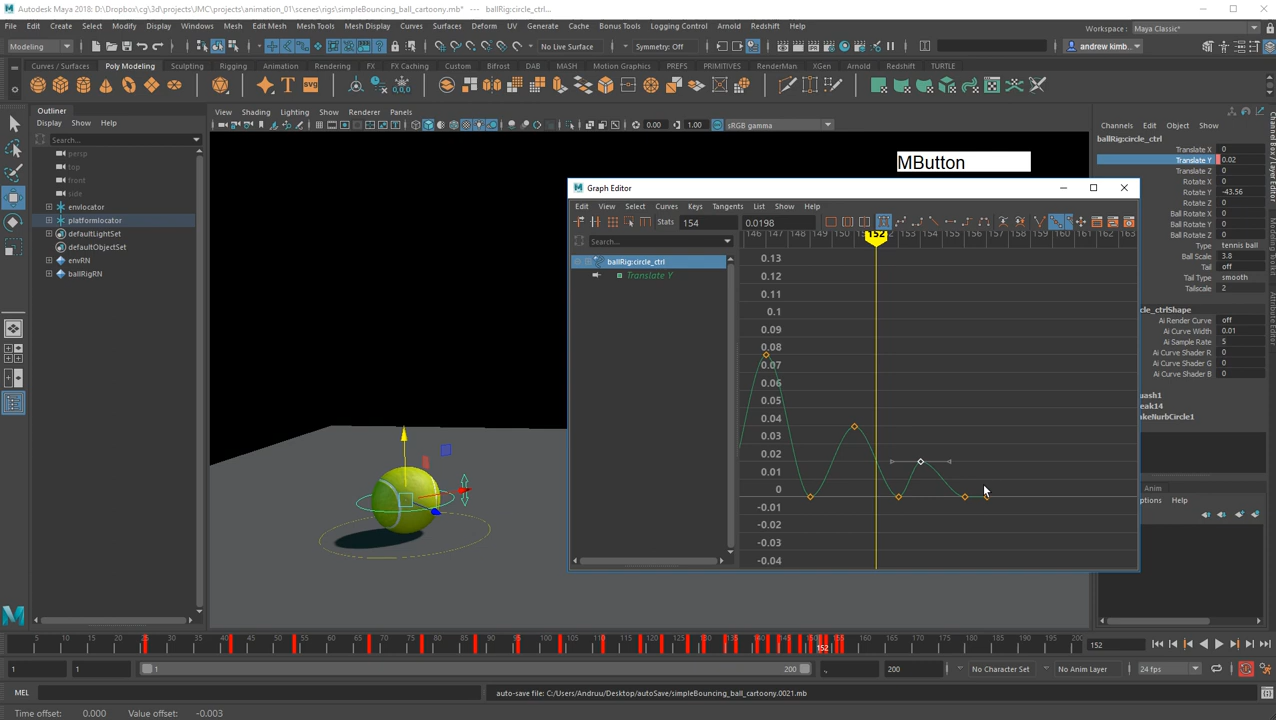 Autodesk Maya 2018: D:\Dropbox\cg\3d\projects\JMC\projects\animation_01\scenes\rigs\simpleBouncing_ball_cartoony.mb* --- ballRig:circle_ctrl...
File Edit Create Select Modify Display Windows Mesh Edit Mesh Mesh Tools Mesh Display Curves Surfaces Deform UV Generate Cache Bonus Tools Logging Control Arnold Redshift Help
Workspace: Maya Classic*
Modeling
No Live Surface
Symmetry: Off
andrew kimb...
Curves / Surfaces Poly Modeling Sculpting Rigging Animation Rendering FX FX Caching Custom Bifrost DAB MASH Motion Graphics PREFS PRIMITIVES RenderMan XGen Arnold Redshift TURTLE
Outliner
Display Show Help
Search...
persp
top
front
side
envlocator
platformlocator
defaultLightSet
defaultObjectSet
envRN
ballRigRN
View Shading Lighting Show Renderer Panels
0.00 1.00 sRGB gamma
MButton
Graph Editor
Edit View Select Curves Keys Tangents List Show Help
Stats 154 0.0198
Search...
ballRig:circle_ctrl
Translate Y
146 147 148 149 150 151 152 153 154 155 156 157 158 159 160 161 162 163
0.13
0.12
0.11
0.1
0.09
0.08
0.07
0.06
0.05
0.04
0.03
0.02
0.01
0
-0.01
-0.02
-0.03
-0.04
Channels Edit Object Show
ballRig:circle_ctrl
Translate X 0
Translate Y 0.02
Translate Z 0
Rotate X 0
Rotate Y -43.56
Rotate Z 0
Ball Rotate X 0
Ball Rotate Y 0
Ball Rotate Z 0
Type tennis ball
Ball Scale 3.8
Tail off
Tail Type smooth
Tailscale 2
cle_ctrlShape
Ai Render Curve off
Ai Curve Width 0.01
Ai Sample Rate 5
Ai Curve Shader R 0
Ai Curve Shader G 0
Ai Curve Shader B 0
uash1
eak14
akeNurbCircle1
Anim
ptions Help
Channel Box / Layer Editor
Modeling Toolkit
Attribute Editor
5 10 15 20 25 30 35 40 45 50 55 60 65 70 75 80 85 90 95 100 105 110 115 120 125 130 135 140 145 150 152 155 160 165 170 175 180 185 190 195 200
152
1 1 1 200 200
No Character Set
No Anim Layer
24 fps
MEL
auto-save file: C:/Users/Andruu/Desktop/autoSave/simpleBouncing_ball_cartoony.0021.mb
Time offset: 0.000 Value offset: -0.003